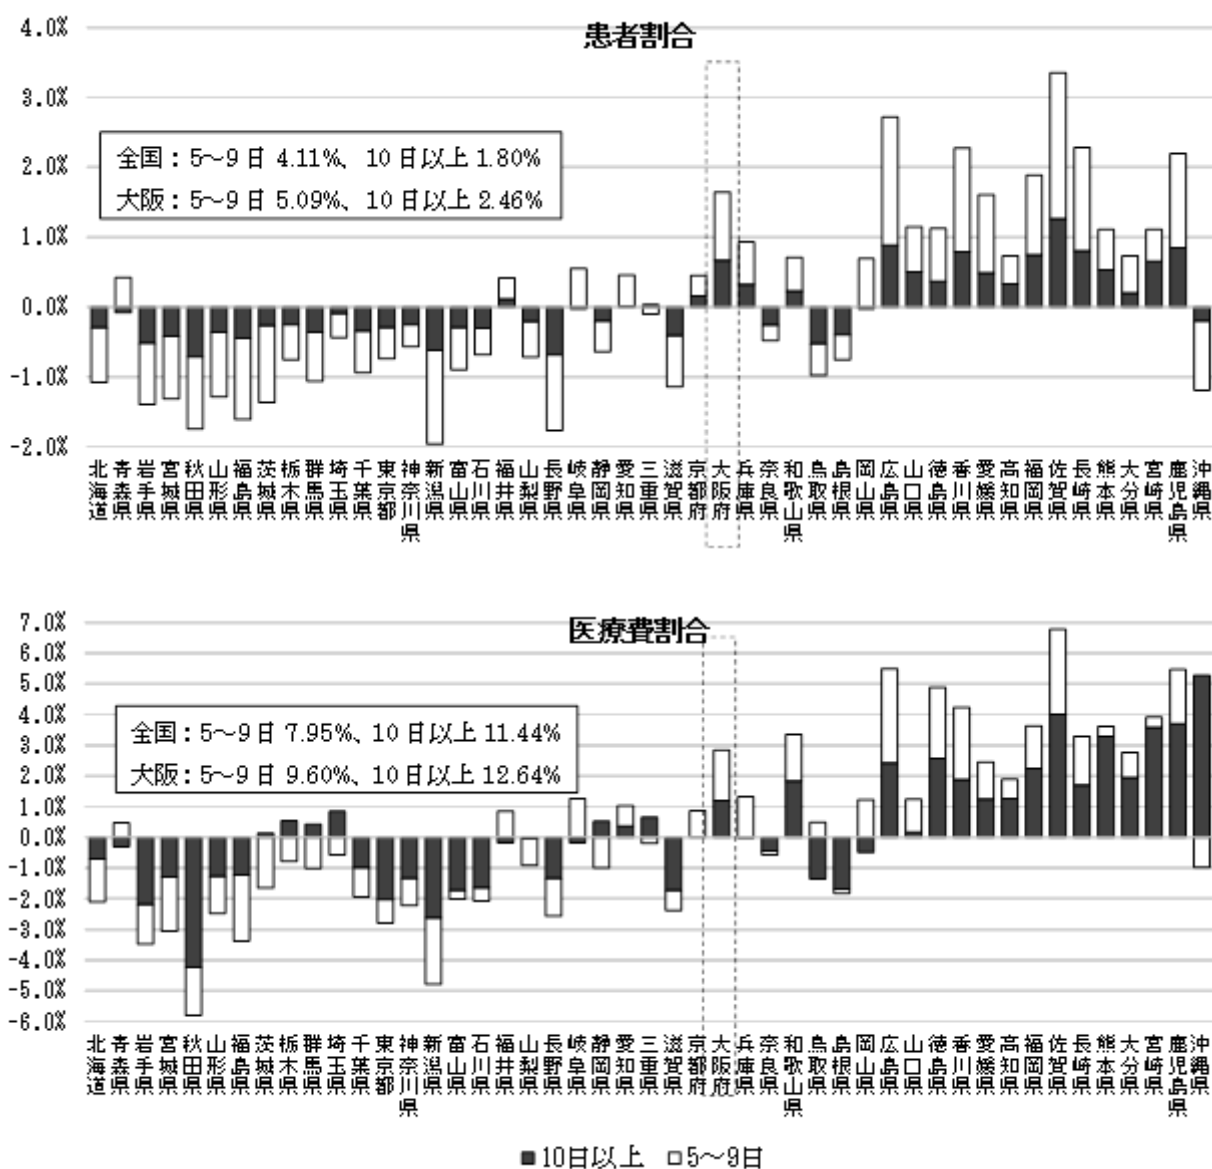 患者割合
4.0%
3.0%
2.0%
1.0%
0.0%
-1.0%
-2.0%
全国：5～9日 4.11%、10日以上 1.80%
大阪：5～9日 5.09%、10日以上 2.46%
北海道 青森県 岩手県 宮城県 秋田県 山形県 福島県 茨城県 栃木県 群馬県 埼玉県 千葉県 東京都 神奈川県 新潟県 富山県 石川県 福井県 山梨県 長野県 岐阜県 静岡県 愛知県 三重県 滋賀県 京都府 大阪府 兵庫県 奈良県 和歌山県 鳥取県 島根県 岡山県 広島県 山口県 徳島県 香川県 愛媛県 高知県 福岡県 佐賀県 長崎県 熊本県 大分県 宮崎県 鹿児島県 沖縄県
医療費割合
7.0%
6.0%
5.0%
4.0%
3.0%
2.0%
1.0%
0.0%
-1.0%
-2.0%
-3.0%
-4.0%
-5.0%
-6.0%
全国：5～9日 7.95%、10日以上 11.44%
大阪：5～9日 9.60%、10日以上 12.64%
北海道 青森県 岩手県 宮城県 秋田県 山形県 福島県 茨城県 栃木県 群馬県 埼玉県 千葉県 東京都 神奈川県 新潟県 富山県 石川県 福井県 山梨県 長野県 岐阜県 静岡県 愛知県 三重県 滋賀県 京都府 大阪府 兵庫県 奈良県 和歌山県 鳥取県 島根県 岡山県 広島県 山口県 徳島県 香川県 愛媛県 高知県 福岡県 佐賀県 長崎県 熊本県 大分県 宮崎県 鹿児島県 沖縄県
■10日以上 □5～9日